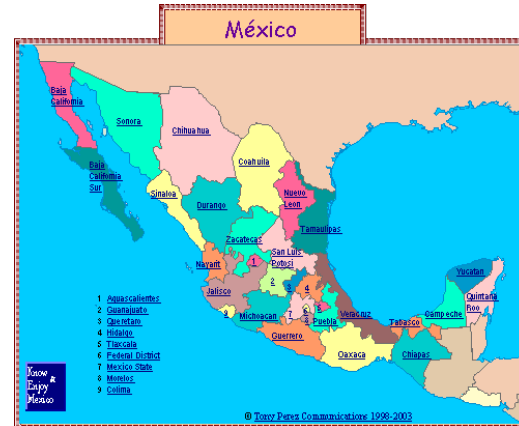 México
Baja
California
Sonora
Chihuahua
Coahuila
Baja
California
Sur
Sinaloa
Durango
Nuevo
Leon
Tamaulipas
Zacatecas
San Luis
Potosi
Nayarit
1
2
3
4
Jalisco
Yucatan
Quintana
Roo
Campeche
9
Michoacan
7
6
8
5
Puebla
Veracruz
Tabasco
Guerrero
Oaxaca
Chiapas
1 Aguascalientes
2 Guanajuato
3 Queretaro
4 Hidalgo
5 Tlaxcala
6 Federal District
7 Mexico State
8 Morelos
9 Colima
Know
&
Enjoy
Mexico
© Tony Perez Communications 1998-2003